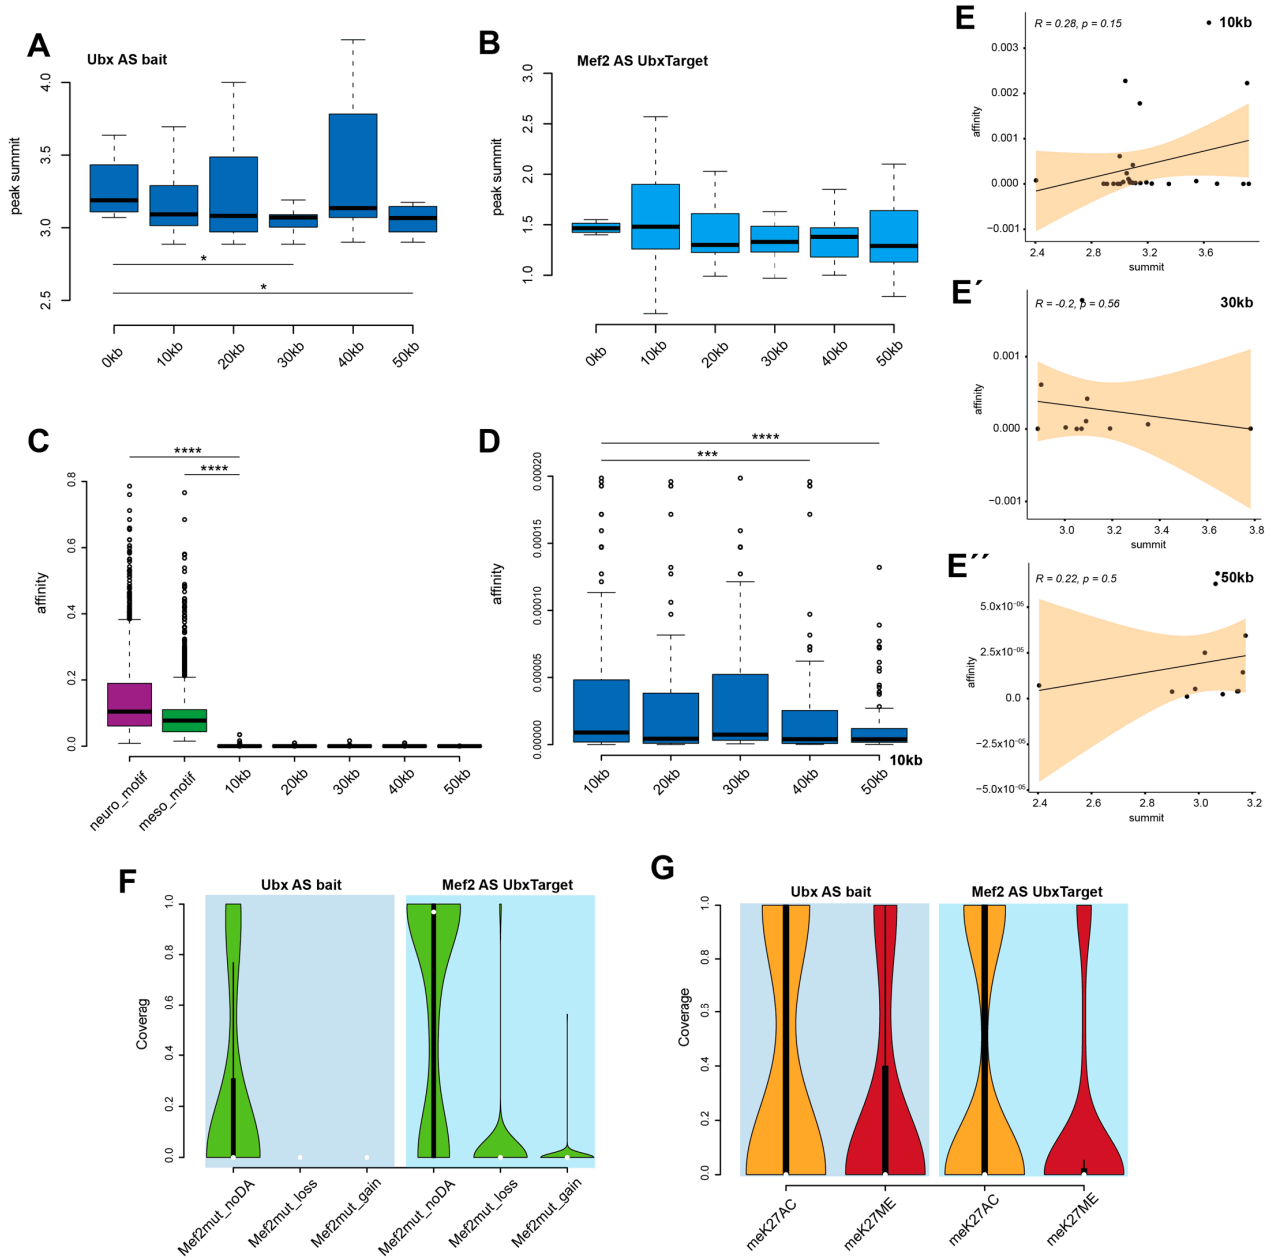 A
Ubx AS bait
peak summit
4.0
3.5
3.0
2.5
*
*
0kb
10kb
20kb
30kb
40kb
50kb
B
Mef2 AS UbxTarget
peak summit
3.0
2.5
2.0
1.5
1.0
0kb
10kb
20kb
30kb
40kb
50kb
E
R = 0.28, p = 0.15
10kb
affinity
0.003
0.002
0.001
0.000
−0.001
2.4
2.8
3.2
3.6
summit
E´
R = -0.2, p = 0.56
30kb
affinity
0.001
0.000
−0.001
3.0
3.2
3.4
3.6
3.8
summit
C
****
****
affinity
0.8
0.6
0.4
0.2
0.0
neuro_motif
meso_motif
10kb
20kb
30kb
40kb
50kb
D
****
***
affinity
0.00020
0.00015
0.00010
0.00005
0.00000
10kb
20kb
30kb
40kb
50kb
10kb
E´´
R = 0.22, p = 0.5
50kb
affinity
5.0x10⁻⁰⁵
2.5x10⁻⁰⁵
0.0
−2.5x10⁻⁰⁵
−5.0x10⁻⁰⁵
2.4
2.6
2.8
3.0
3.2
summit
F
Ubx AS bait
Mef2 AS UbxTarget
Coverag
1.0
0.8
0.6
0.4
0.2
0.0
Mef2mut_noDA
Mef2mut_loss
Mef2mut_gain
Mef2mut_noDA
Mef2mut_loss
Mef2mut_gain
G
Ubx AS bait
Mef2 AS UbxTarget
Coverage
1.0
0.8
0.6
0.4
0.2
0.0
meK27AC
meK27ME
meK27AC
meK27ME